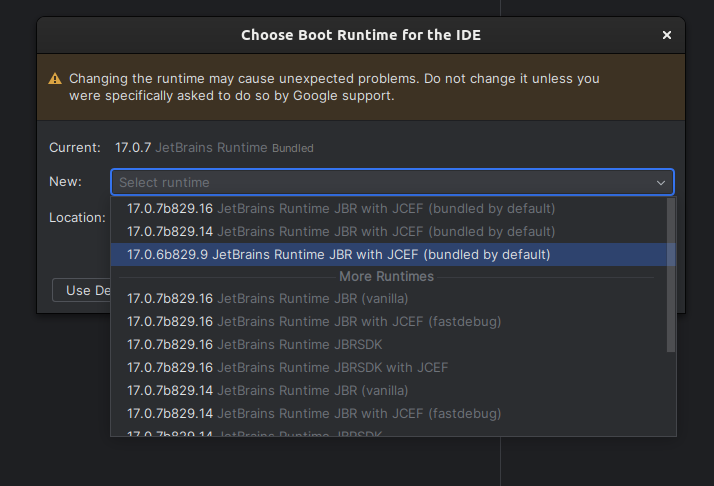 Choose Boot Runtime for the IDE
Changing the runtime may cause unexpected problems. Do not change it unless you
were specifically asked to do so by Google support.
Current: 17.0.7 JetBrains Runtime Bundled
New: Select runtime
17.0.7b829.16 JetBrains Runtime JBR with JCEF (bundled by default)
Location:
17.0.7b829.14 JetBrains Runtime JBR with JCEF (bundled by default)
17.0.6b829.9 JetBrains Runtime JBR with JCEF (bundled by default)
More Runtimes
Use De
17.0.7b829.16 JetBrains Runtime JBR (vanilla)
17.0.7b829.16 JetBrains Runtime JBR with JCEF (fastdebug)
17.0.7b829.16 JetBrains Runtime JBRSDK
17.0.7b829.16 JetBrains Runtime JBRSDK with JCEF
17.0.7b829.14 JetBrains Runtime JBR (vanilla)
17.0.7b829.14 JetBrains Runtime JBR with JCEF (fastdebug)
17.0.7b829.14 JetBrains Runtime JBRSDK